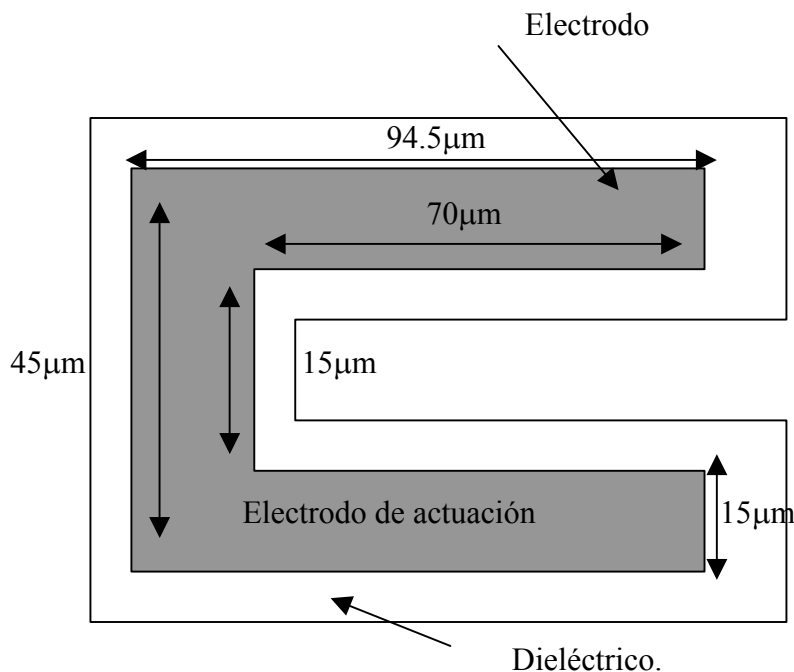 Electrodo
94.5μm
70μm
45μm
15μm
Electrodo de actuación
15μm
Dieléctrico.